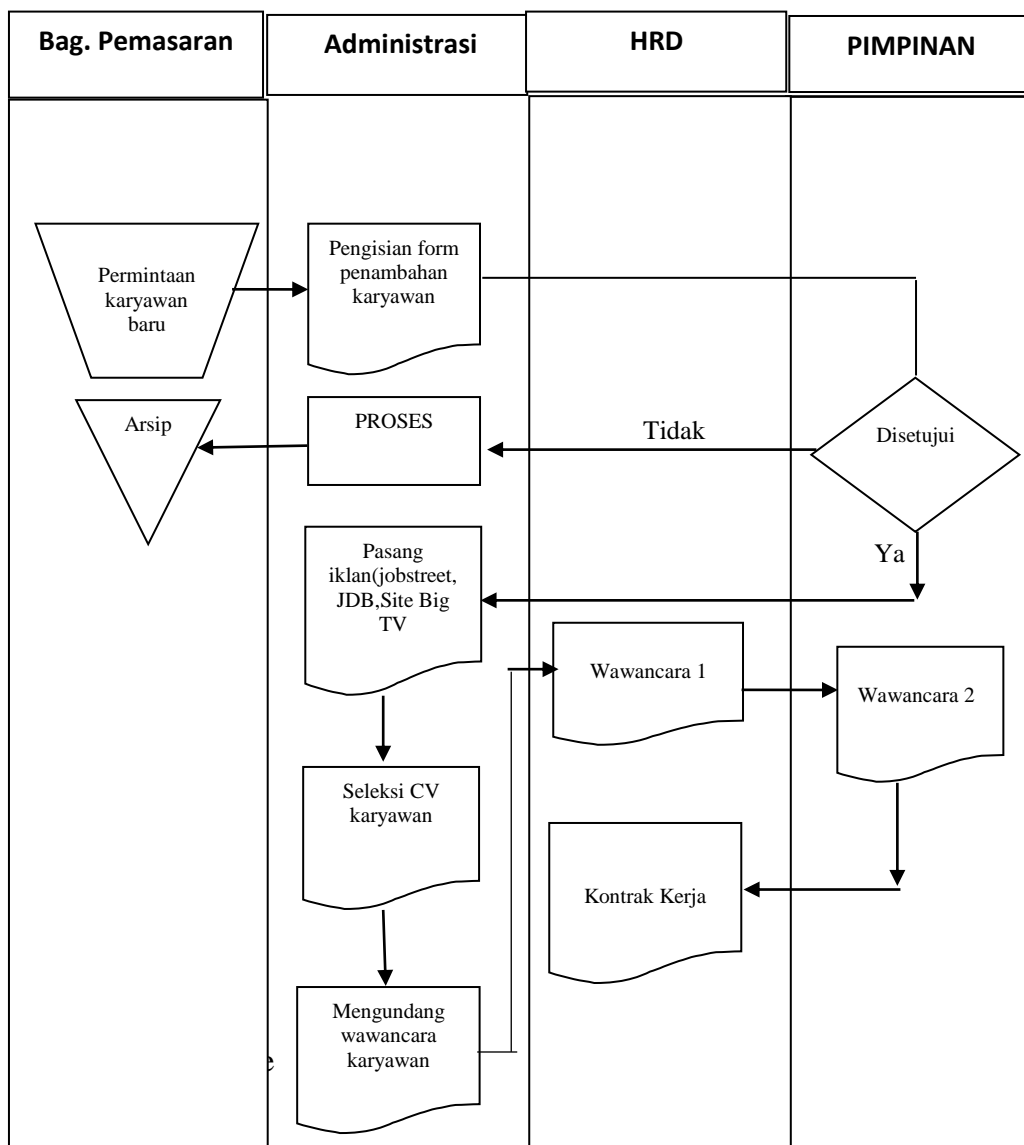 Bag. Pemasaran
Administrasi
HRD
PIMPINAN
Permintaan
karyawan
baru
Pengisian form
penambahan
karyawan
Arsip
PROSES
Tidak
Disetujui
Ya
Pasang
iklan(jobstreet,
JDB,Site Big
TV
Wawancara 1
Wawancara 2
Seleksi CV
karyawan
Kontrak Kerja
Mengundang
wawancara
karyawan
e